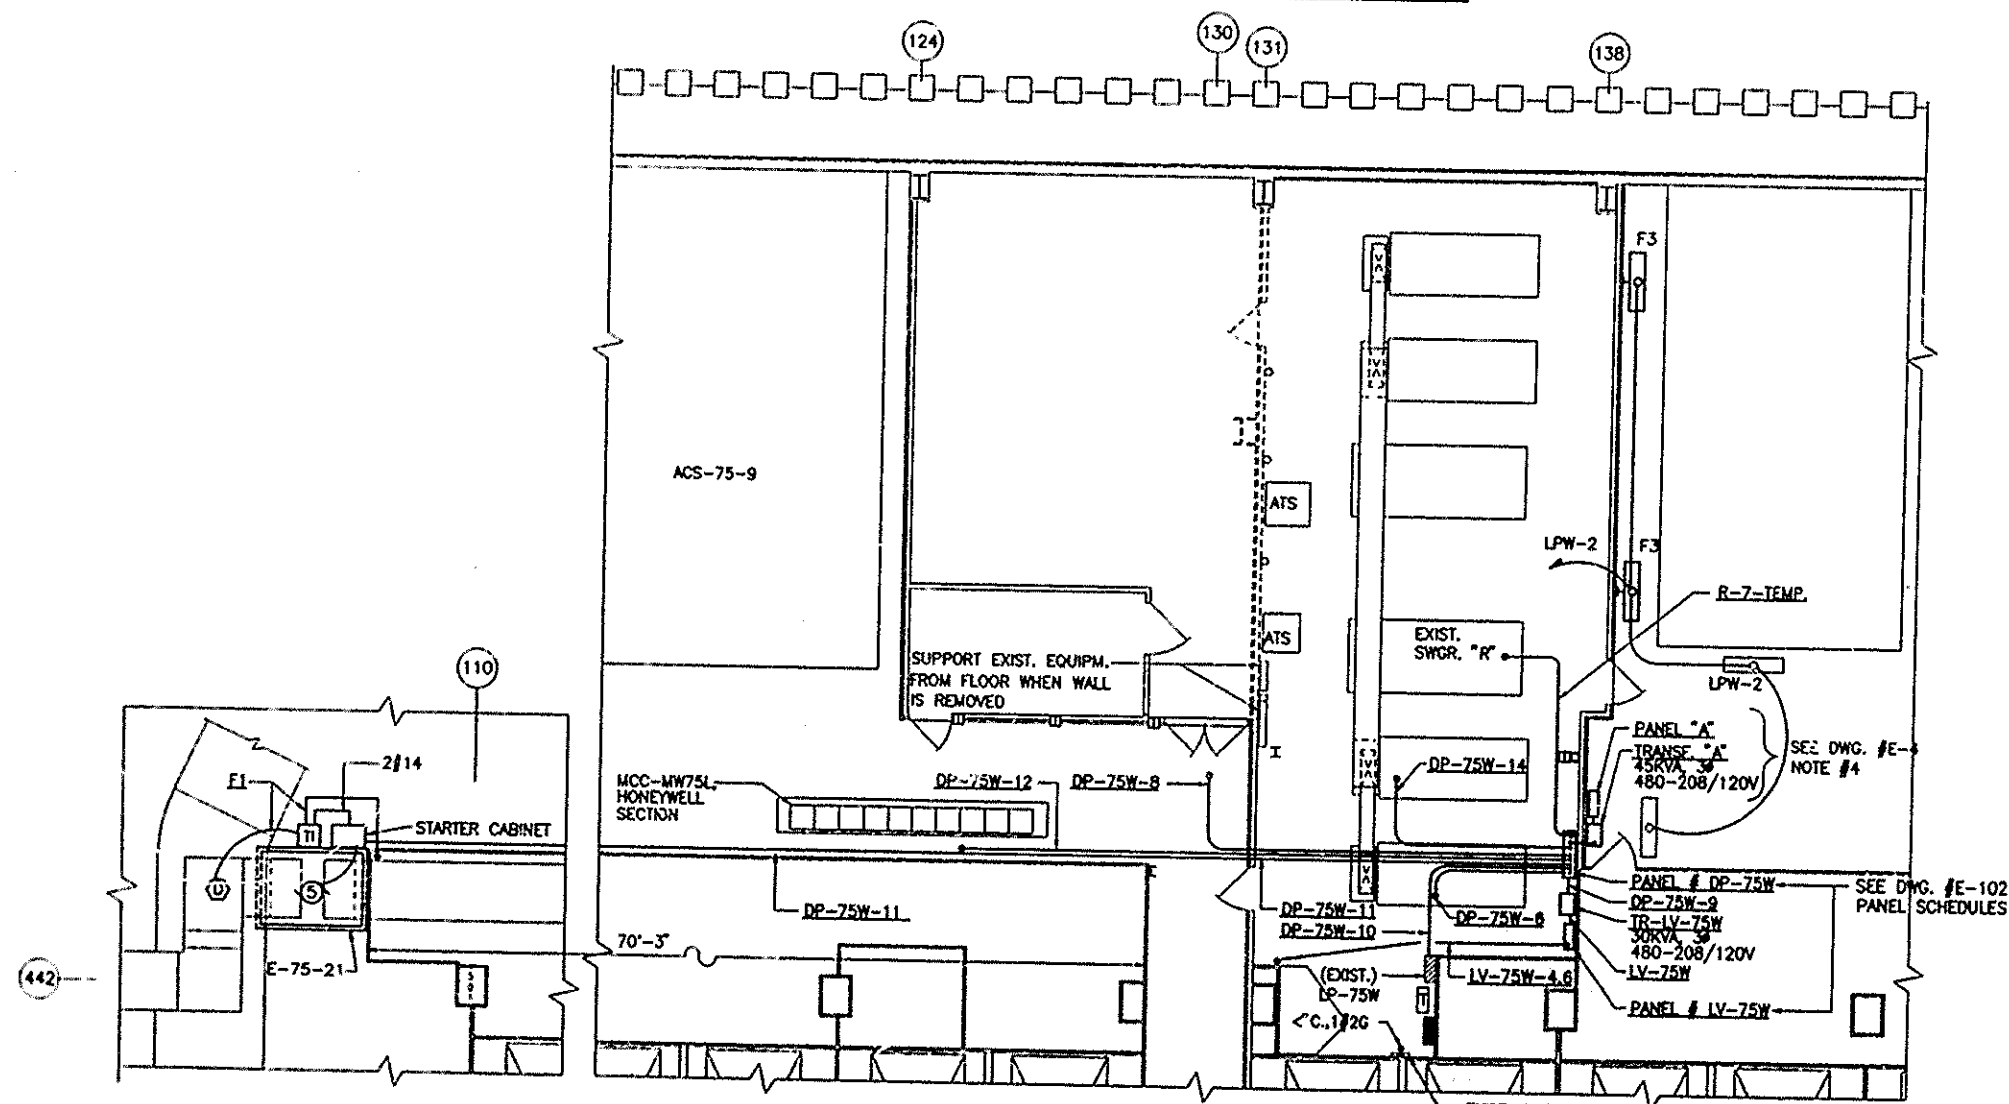 124
130
131
138
F3
ACS-75-9
ATS
LPW-2
F3
R-7-TEMP.
ATS
EXIST.
SWGR. "R"
110
SUPPORT EXIST. EQUIPM.
FROM FLOOR WHEN WALL
IS REMOVED
LPW-2
PANEL "A"
TRANSF. "A"
45KVA, 3Ø
480-208/120V
SEE DWG.
NOTE #4
2#14
F1
MCC-MW75L,
HONEYWELL
SECTION
DP-75W-12
DP-75W-8
DP-75W-14
STARTER CABINET
T1
U
5
DP-75W-11
DP-75W-11
DP-75W-10
DP-75W-6
PANEL # DP-75W
DP-75W-9
TR-LV-75W
30KVA, 3Ø
480-208/120V
LV-75W
PANEL # LV-75W
SEE DWG. #E-102
PANEL SCHEDULES
70'-3"
E-75-21
442
(EXIST.)
LP-75W
LV-75W-4,6
T
C.,1#2G